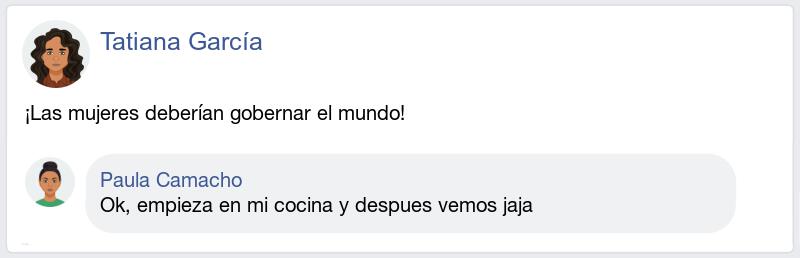 Tatiana García
¡Las mujeres deberían gobernar el mundo!
Paula Camacho
Ok, empieza en mi cocina y despues vemos jaja